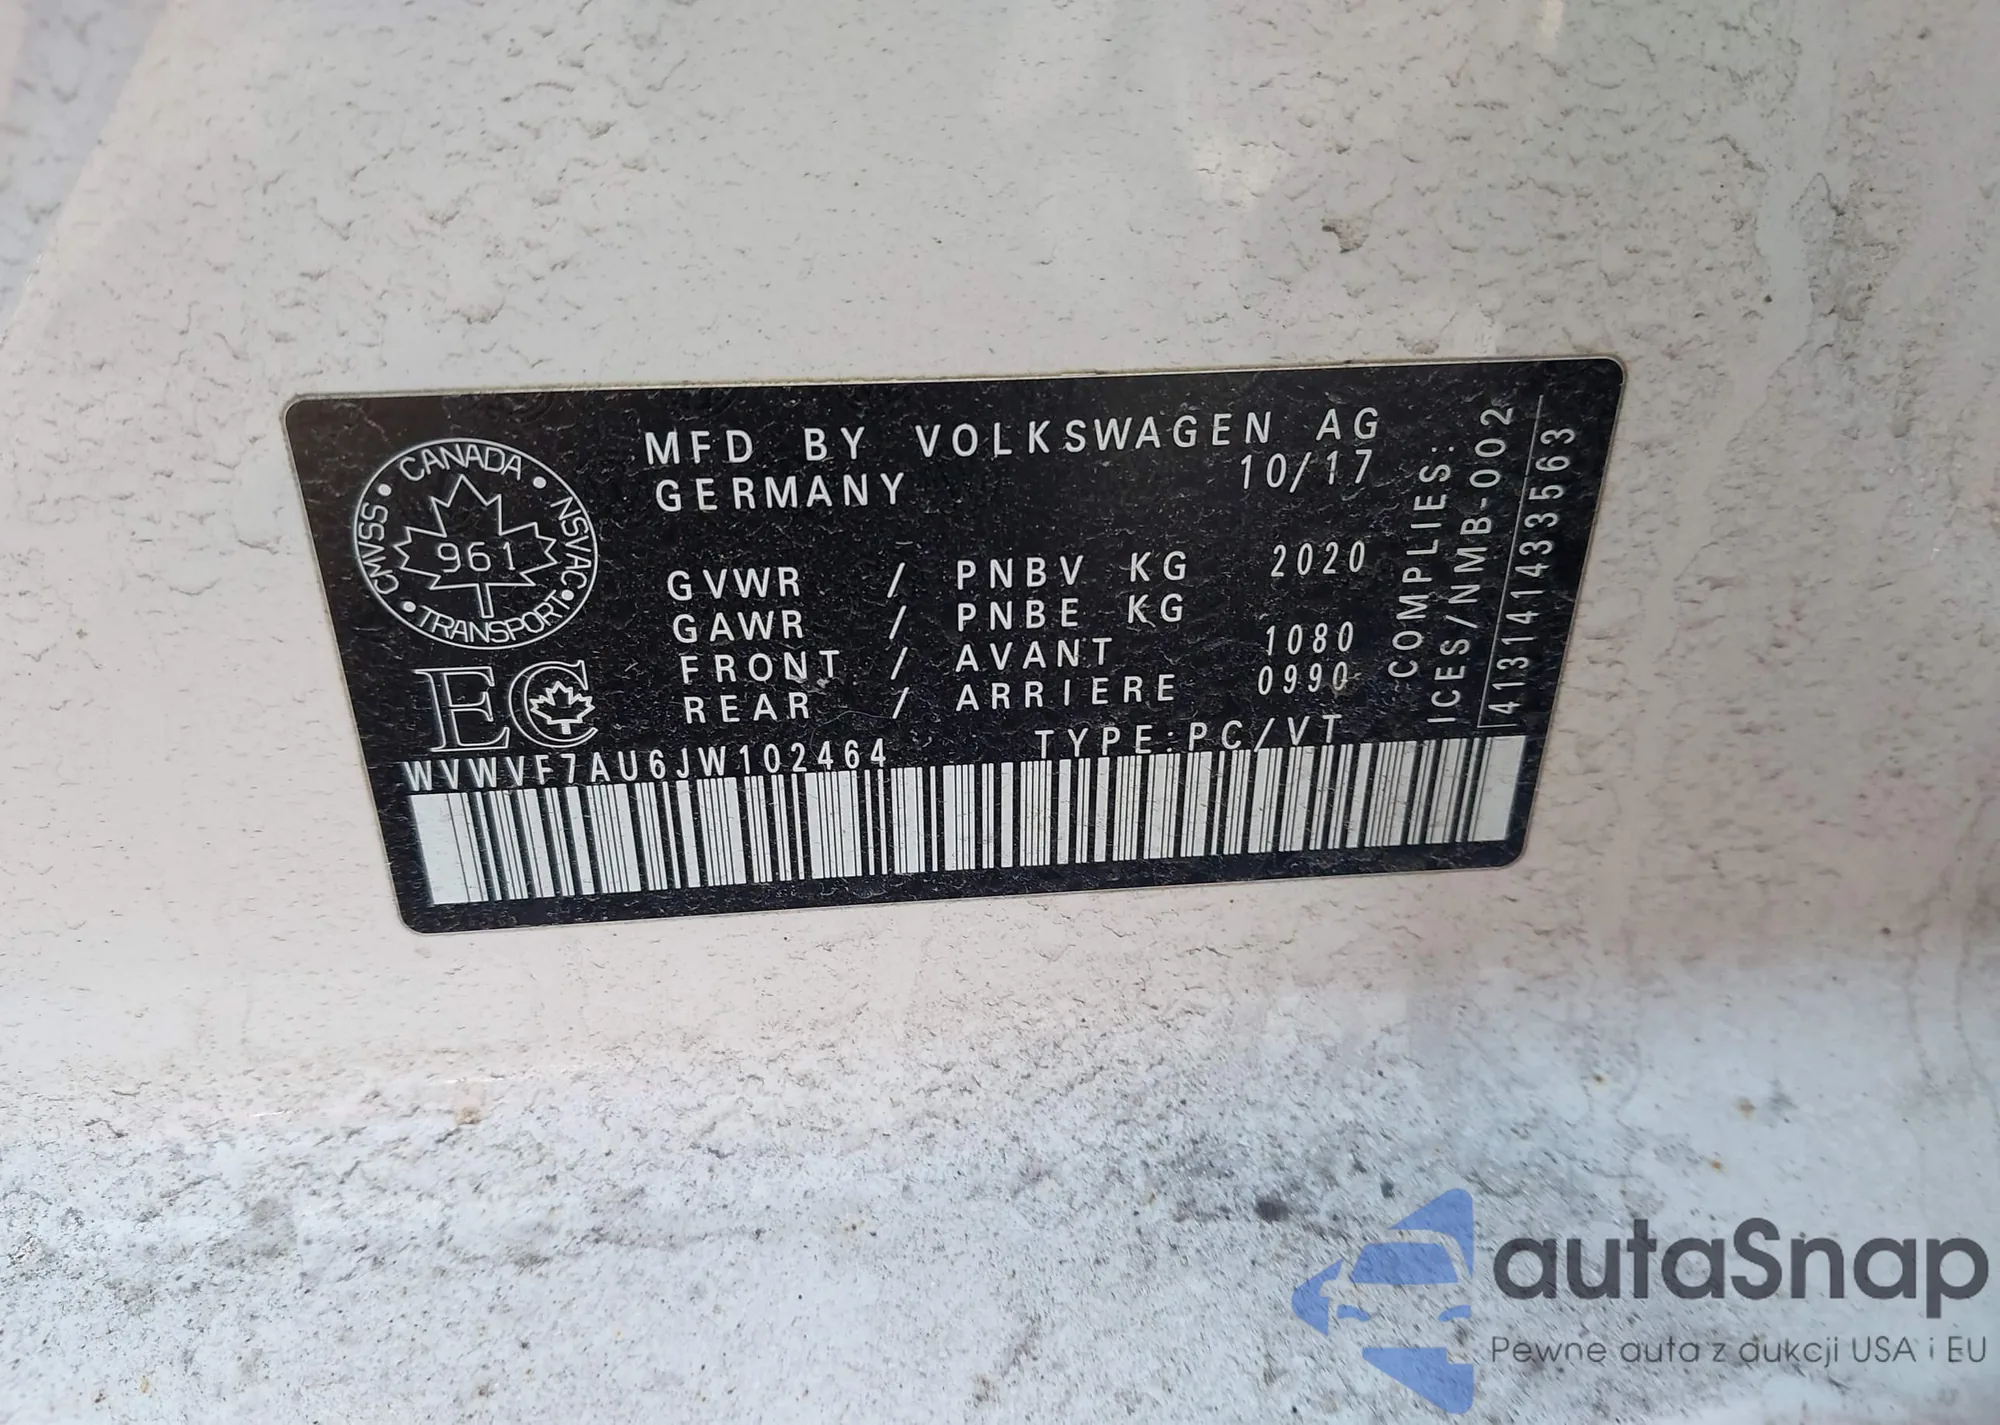 MFD BY VOLKSWAGEN AG
GERMANY 10/17
CANADA
CMVSS
NSVAC
961
TRANSPORT
GVWR / PNBV KG 2020
GAWR / PNBE KG
FRONT / AVANT 1080
REAR / ARRIERE 0990
EC
TYPE:PC/VT
WVWVF7AU6JW102464
COMPLIES:
ICES/NMB-002
4131414335​63
autaSnap
Pewne auta z aukcji USA i EU